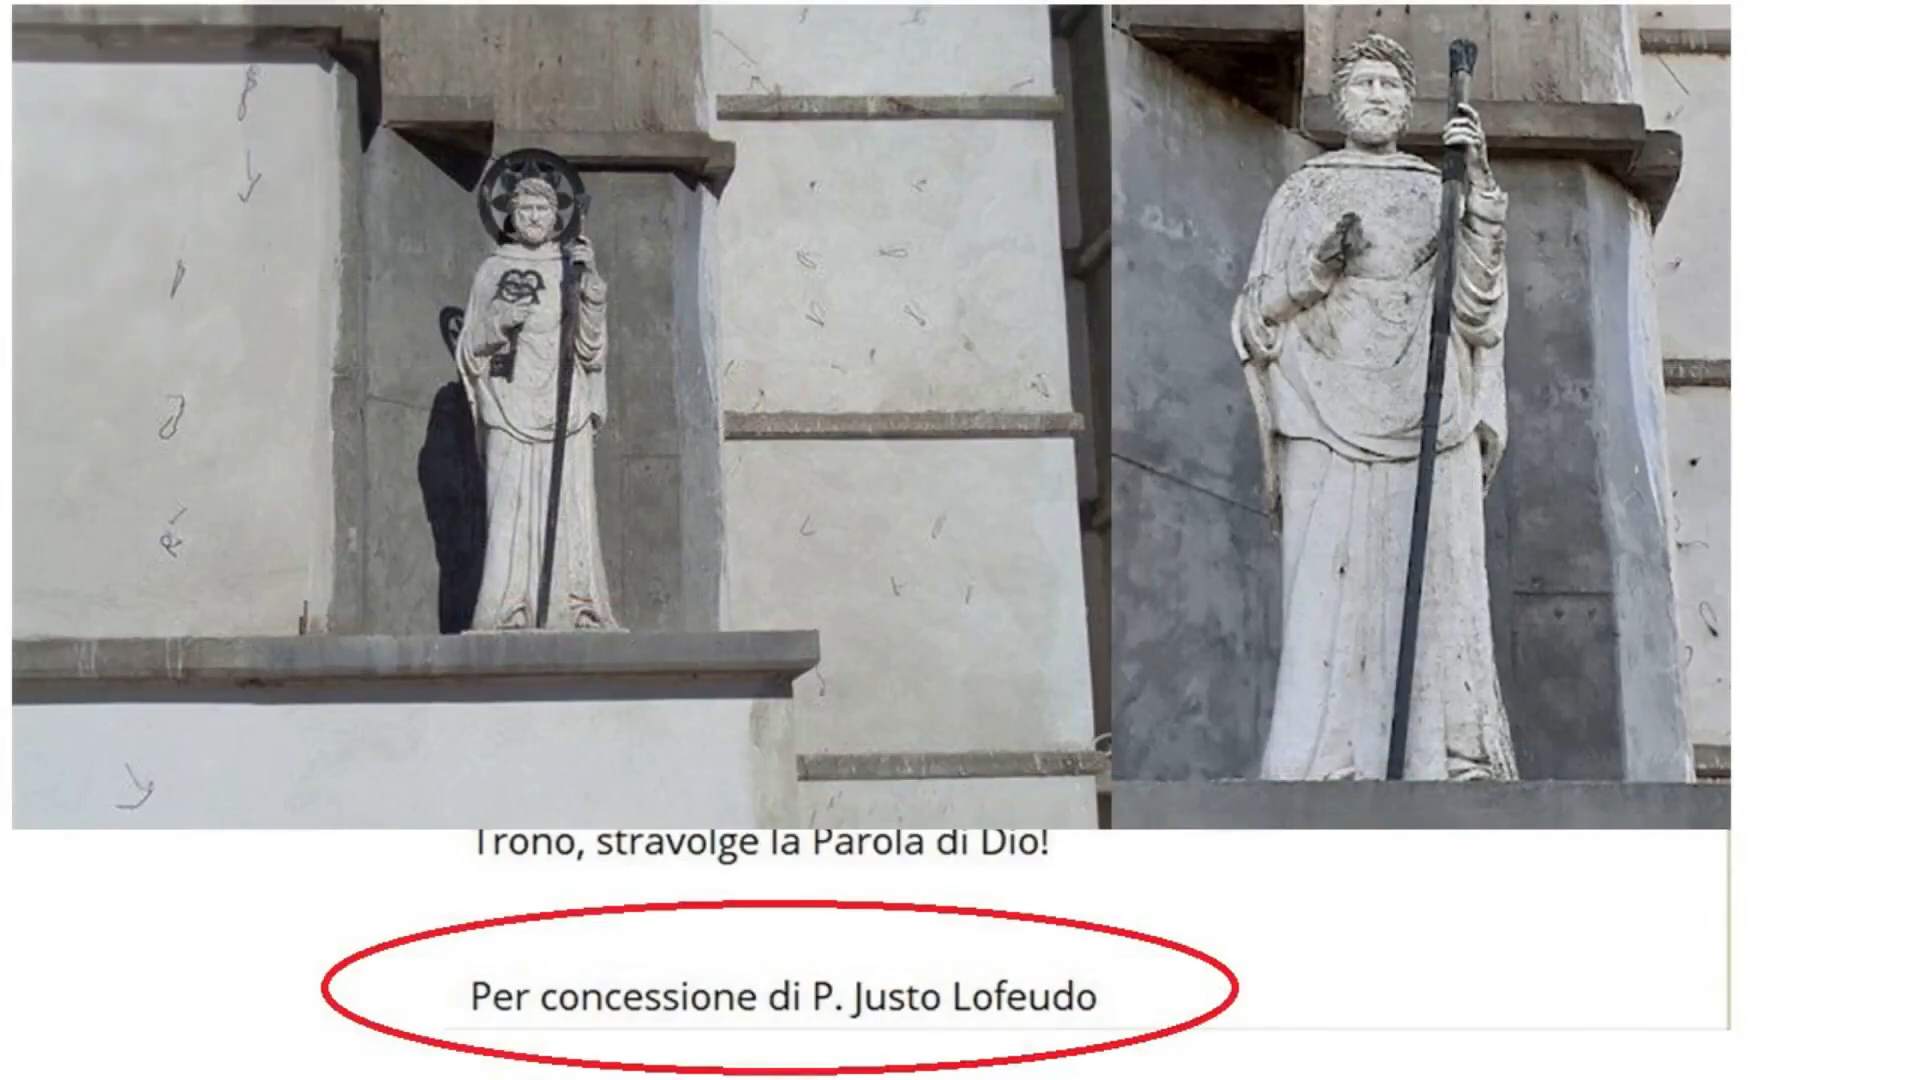 Trono, stravolge la Parola di Dio!
Per concessione di P. Justo Lofeudo